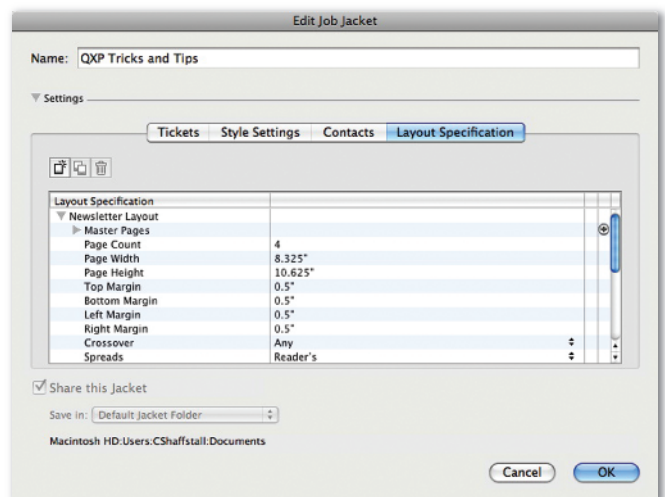 Edit Job Jacket
Name: QXP Tricks and Tips
Settings
Tickets Style Settings Contacts Layout Specification
Layout Specification
Newsletter Layout
Master Pages
Page Count 4
Page Width 8.325"
Page Height 10.625"
Top Margin 0.5"
Bottom Margin 0.5"
Left Margin 0.5"
Right Margin 0.5"
Crossover Any
Spreads Reader's
Share this Jacket
Save in: Default Jacket Folder
Macintosh HD:Users:CShaffstall:Documents
Cancel OK